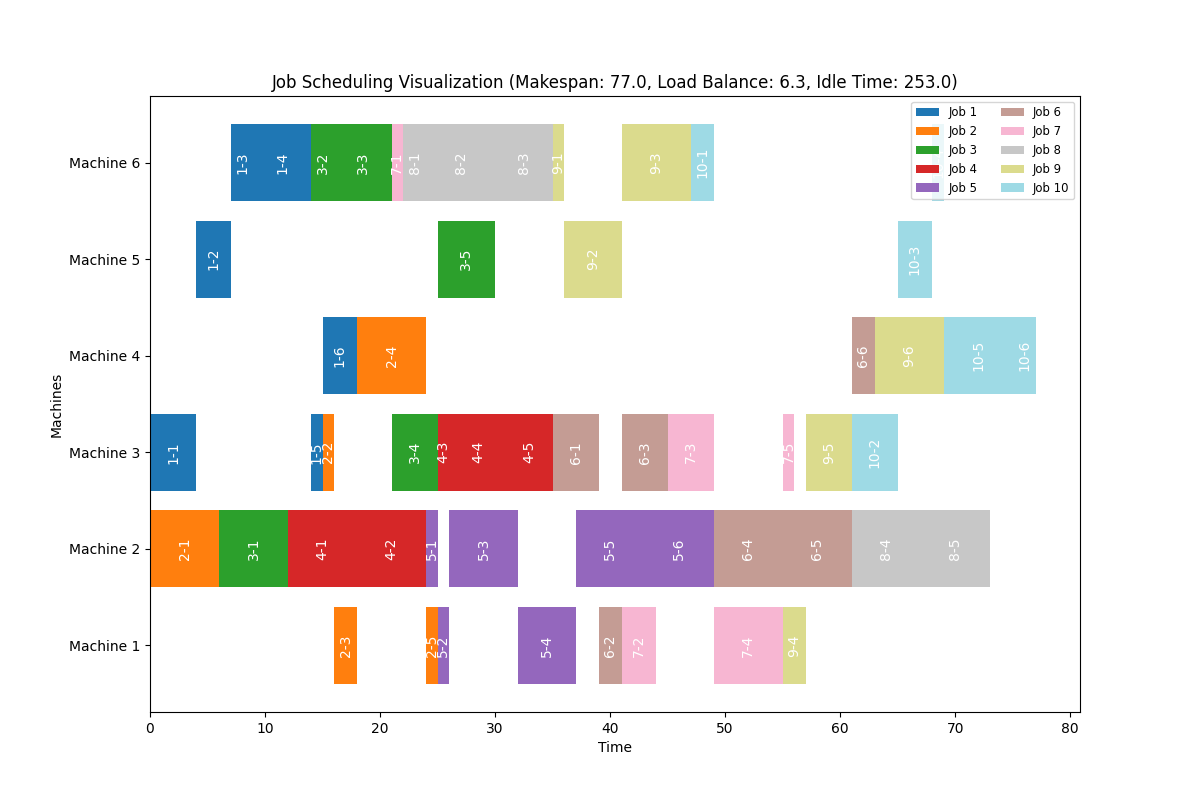 Job Scheduling Visualization (Makespan: 77.0, Load Balance: 6.3, Idle Time: 253.0)
Job 1
Job 2
Job 3
Job 4
Job 5
Job 6
Job 7
Job 8
Job 9
Job 10
Machines
Machine 6
1-3 1-4 3-2 3-3 7-1 8-1 8-2 8-3 9-1 9-3 10-1
Machine 5
1-2 3-5 9-2 10-3
Machine 4
1-6 2-4 6-6 9-6 10-5 10-6
Machine 3
1-1 1-5 2-2 3-4 4-3 4-4 4-5 6-1 6-3 7-3 7-5 9-5 10-2
Machine 2
2-1 3-1 4-1 4-2 5-1 5-3 5-5 5-6 6-4 6-5 8-4 8-5
Machine 1
2-3 2-5 5-2 5-4 6-2 7-2 7-4 9-4
0 10 20 30 40 50 60 70 80
Time